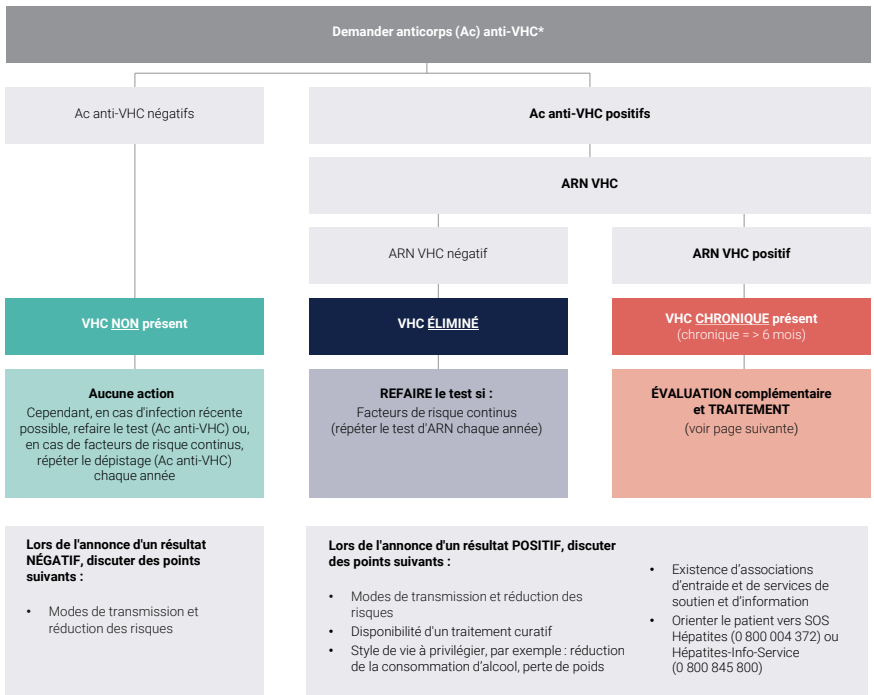 Demander anticorps (Ac) anti-VHC*
Ac anti-VHC négatifs
Ac anti-VHC positifs
ARN VHC
ARN VHC négatif
ARN VHC positif
VHC NON présent
VHC ÉLIMINÉ
VHC CHRONIQUE présent
(chronique = > 6 mois)
Aucune action
Cependant, en cas d'infection récente
possible, refaire le test (Ac anti-VHC) ou,
en cas de facteurs de risque continus,
répéter le dépistage (Ac anti-VHC)
chaque année
REFAIRE le test si :
Facteurs de risque continus
(répéter le test d'ARN chaque année)
ÉVALUATION complémentaire
et TRAITEMENT
(voir page suivante)
Lors de l'annonce d'un résultat
NÉGATIF, discuter des points
suivants :
• Modes de transmission et
réduction des risques
Lors de l'annonce d'un résultat POSITIF, discuter
des points suivants :
• Modes de transmission et réduction des
risques
• Disponibilité d'un traitement curatif
• Style de vie à privilégier, par exemple : réduction
de la consommation d'alcool, perte de poids
• Existence d'associations
d'entraide et de services de
soutien et d'information
• Orienter le patient vers SOS
Hépatites (0 800 004 372) ou
Hépatites-Info-Service
(0 800 845 800)